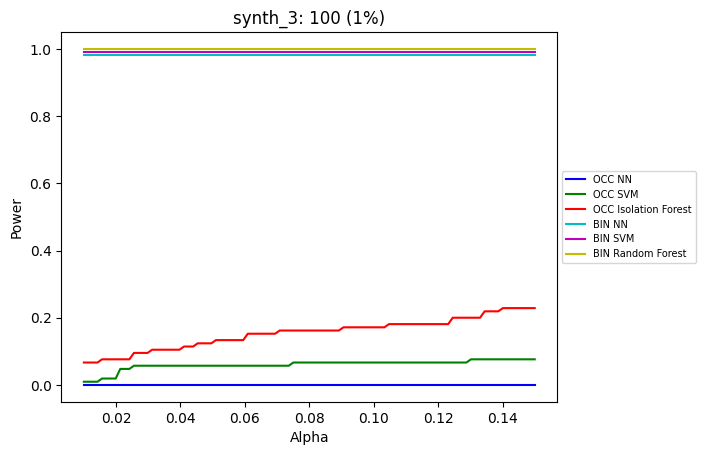 synth_3: 100 (1%)
Power
1.0
0.8
0.6
0.4
0.2
0.0
0.02
0.04
0.06
0.08
0.10
0.12
0.14
Alpha
OCC NN
OCC SVM
OCC Isolation Forest
BIN NN
BIN SVM
BIN Random Forest